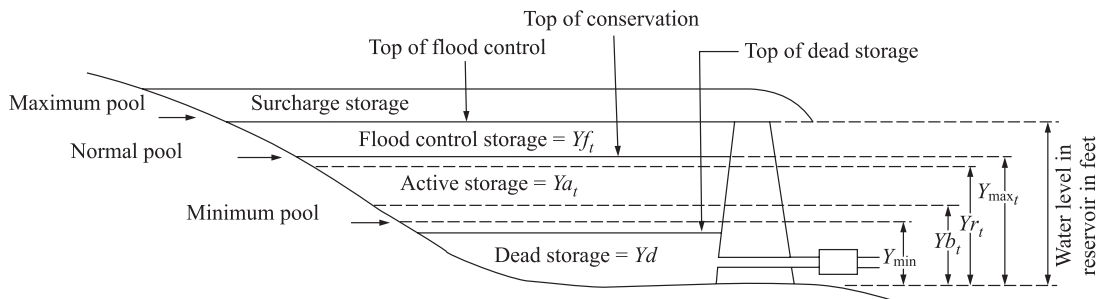 Top of conservation
Top of flood control
Top of dead storage
Maximum pool
Surcharge storage
Flood control storage = Yf_t
Normal pool
Active storage = Ya_t
Minimum pool
Dead storage = Yd
Y_min
Yb_t
Yr_t
Y_max_t
Water level in
reservoir in feet